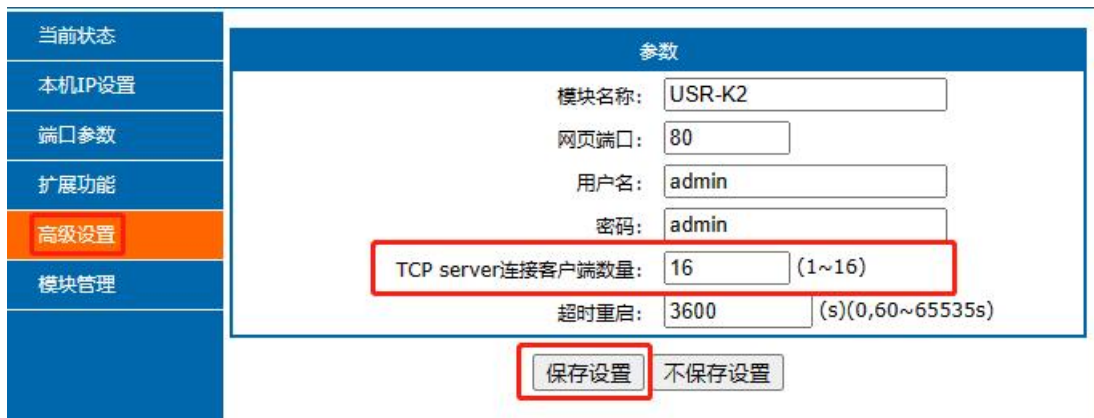 当前状态
本机IP设置
端口参数
扩展功能
高级设置
模块管理
参数
模块名称: USR-K2
网页端口: 80
用户名: admin
密码: admin
TCP server连接客户端数量: 16 (1~16)
超时重启: 3600 (s)(0,60~65535s)
保存设置 不保存设置